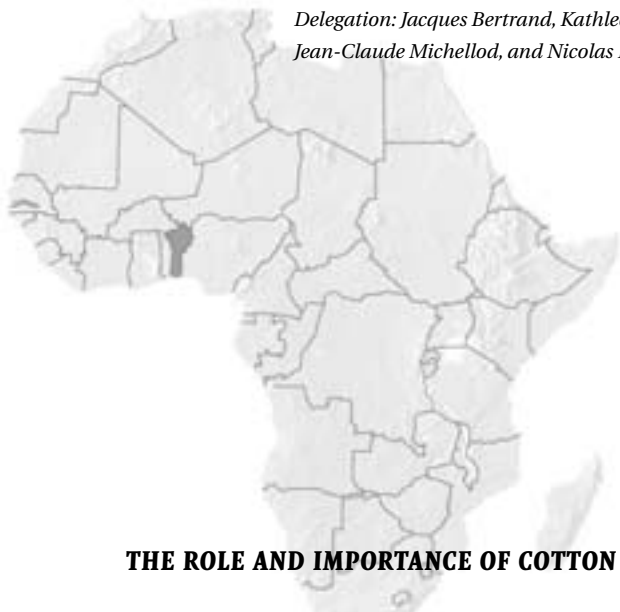 Delegation: Jacques Bertrand,
Jean-Claude Michellod, and Nicolas
THE ROLE AND IMPORTANCE OF COTTON